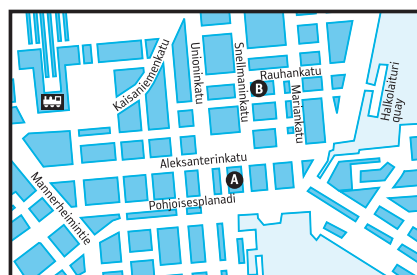 Kaisaniemenkatu
Unioninkatu
Snellmaninkatu
Rauhankatu
B
Mariankatu
Halkolaituri
quay
Aleksanterinkatu
A
Pohjoisesplanadi
Mannerheimintie